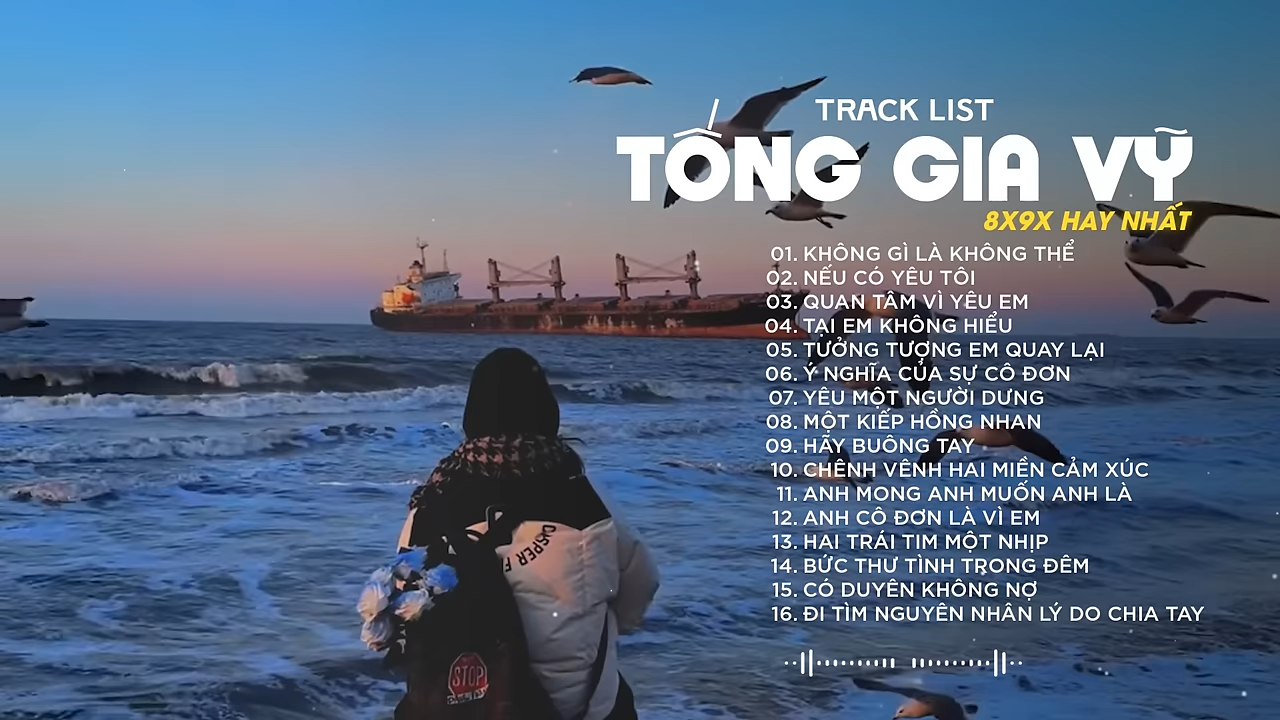 TRACK LIST
TỐNG GIA VỸ
8X9X HAY NHẤT
01. KHÔNG GÌ LÀ KHÔNG THỂ
02. NẾU CÓ YÊU TÔI
03. QUAN TÂM VÌ YÊU EM
04. TẠI EM KHÔNG HIỂU
05. TƯỞNG TƯỢNG EM QUAY LẠI
06. Ý NGHĨA CỦA SỰ CÔ ĐƠN
07. YÊU MỘT NGƯỜI DƯNG
08. MỘT KIẾP HỒNG NHAN
09. HÃY BUÔNG TAY
10. CHÊNH VÊNH HAI MIỀN CẢM XÚC
11. ANH MONG ANH MUỐN ANH LÀ
12. ANH CÔ ĐƠN LÀ VÌ EM
13. HAI TRÁI TIM MỘT NHỊP
14. BỨC THƯ TÌNH TRONG ĐÊM
15. CÓ DUYÊN KHÔNG NỢ
16. ĐI TÌM NGUYÊN NHÂN LÝ DO CHIA TAY
STOP